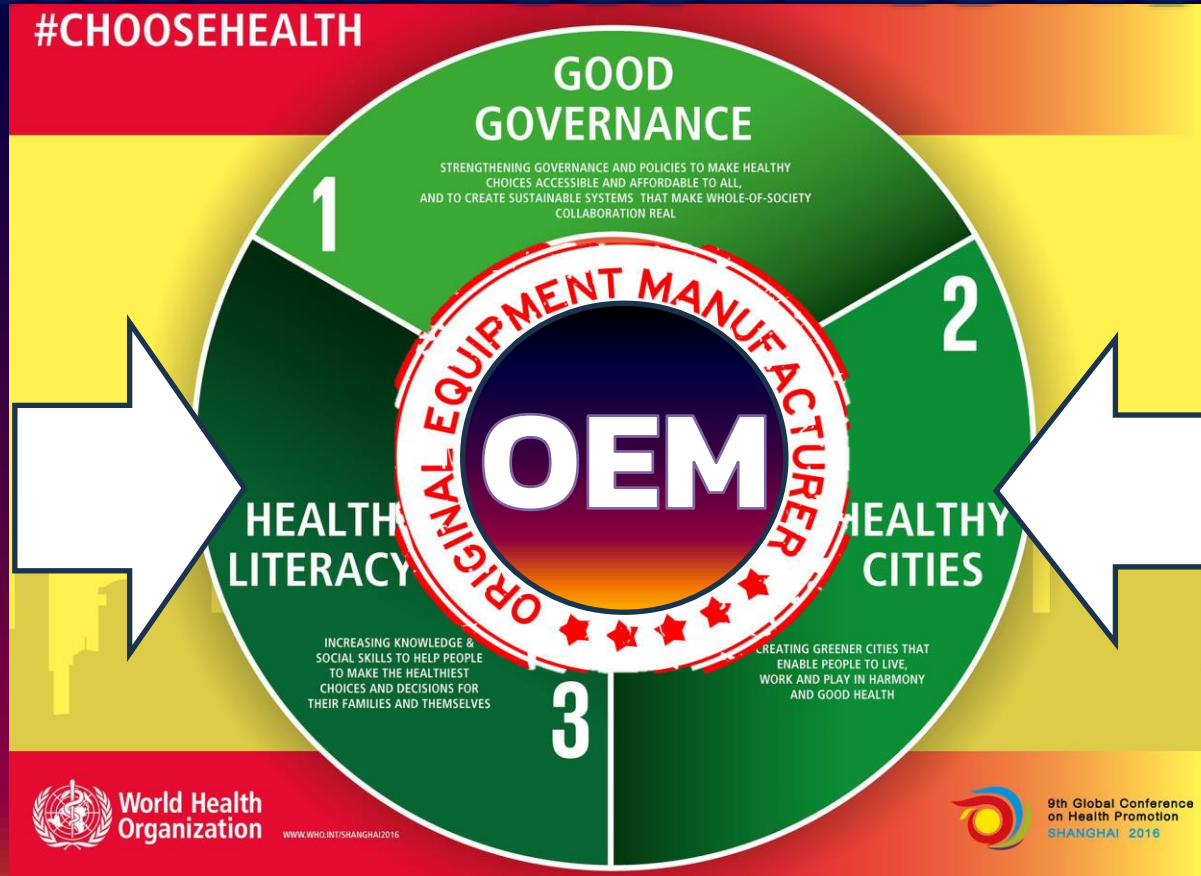 #CHOOSEHEALTH
GOOD
GOVERNANCE
STRENGTHENING GOVERNANCE AND POLICIES TO MAKE HEALTHY
CHOICES ACCESSIBLE AND AFFORDABLE TO ALL,
AND TO CREATE SUSTAINABLE SYSTEMS THAT MAKE WHOLE-OF-SOCIETY
COLLABORATION REAL
1
2
ORIGINAL EQUIPMENT MANUFACTURER
OEM
HEALTH
LITERACY
HEALTHY
CITIES
INCREASING KNOWLEDGE &
SOCIAL SKILLS TO HELP PEOPLE
TO MAKE THE HEALTHIEST
CHOICES AND DECISIONS FOR
THEIR FAMILIES AND THEMSELVES
3
CREATING GREENER CITIES THAT
ENABLE PEOPLE TO LIVE,
WORK AND PLAY IN HARMONY
AND GOOD HEALTH
World Health
Organization
WWW.WHO.INT/SHANGHAI2016
9th Global Conference
on Health Promotion
SHANGHAI 2016